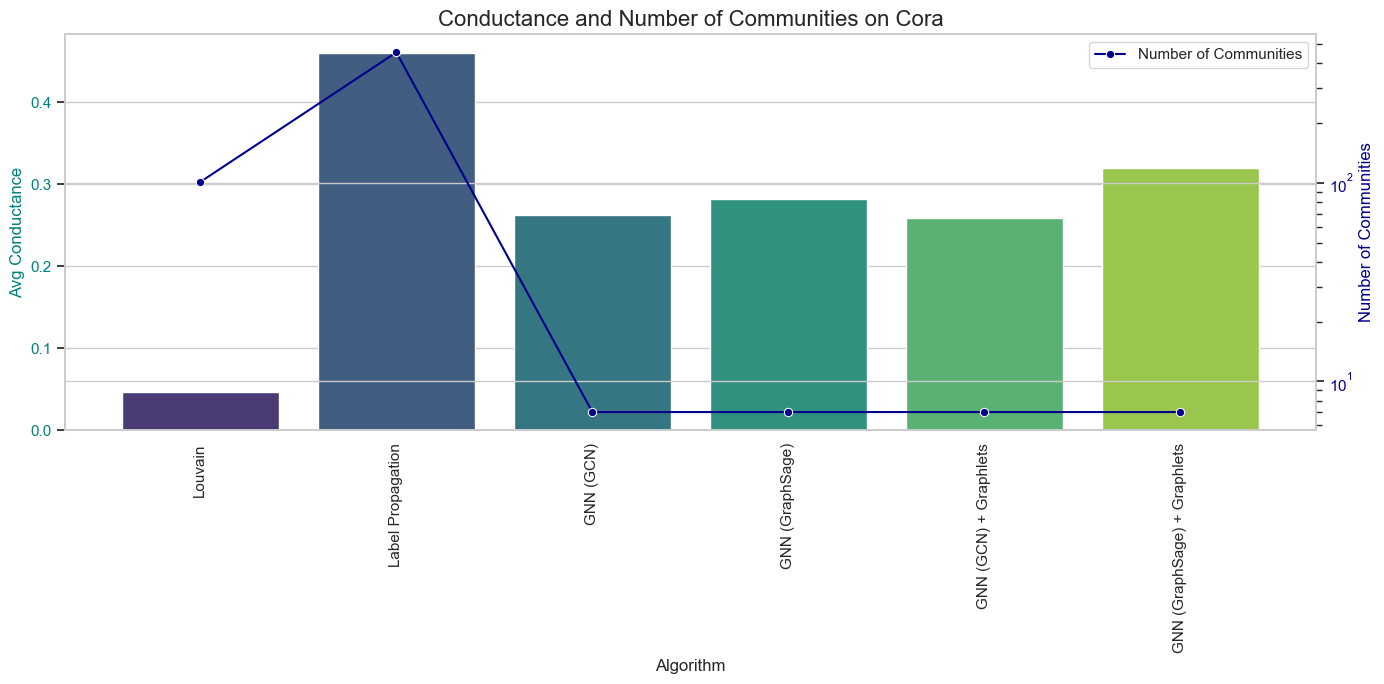 Conductance and Number of Communities on Cora
Number of Communities
Avg Conductance
0.4
0.3
0.2
0.1
0.0
10^2
10^1
Number of Communities
Louvain
Label Propagation
GNN (GCN)
GNN (GraphSage)
GNN (GCN) + Graphlets
GNN (GraphSage) + Graphlets
Algorithm